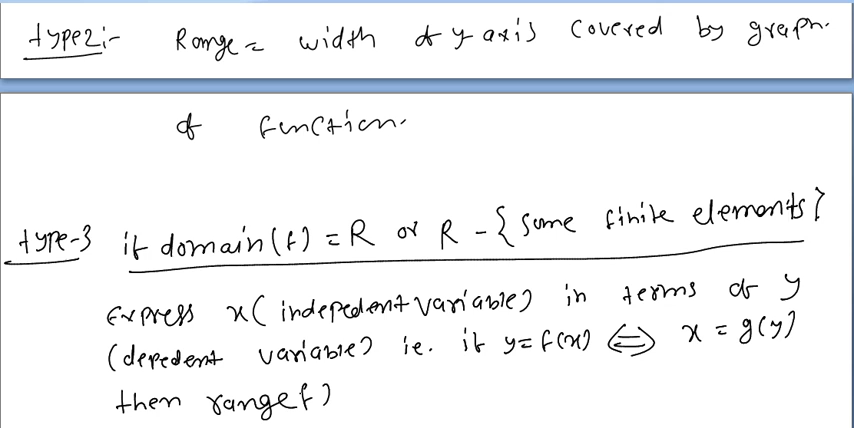 type2:- Range = width of y axis covered by graph.
of function.
type-3 if domain(f) = R or R - { some finite elements }
Express x( indepedent variable) in terms of y
(depedent variable) ie. if y = f(x) ⇔ x = g(y)
then range f)